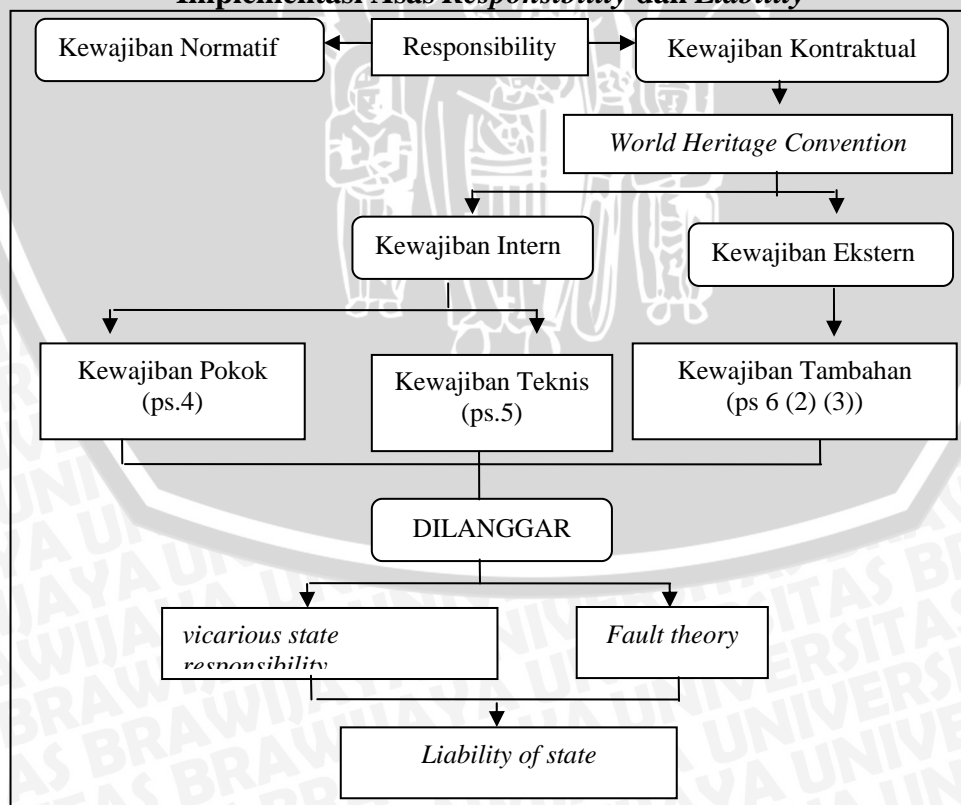 Implementasi Asas Responsibility dan Liability
Kewajiban Normatif
Responsibility
Kewajiban Kontraktual
World Heritage Convention
Kewajiban Intern
Kewajiban Ekstern
Kewajiban Pokok
(ps.4)
Kewajiban Teknis
(ps.5)
Kewajiban Tambahan
(ps 6 (2) (3))
DILANGGAR
vicarious state
responsibility
Fault theory
Liability of state